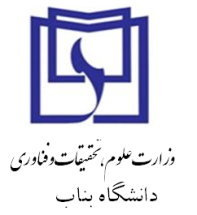 وزارت علوم، تحقیقات و فناوری
دانشگاه بناب